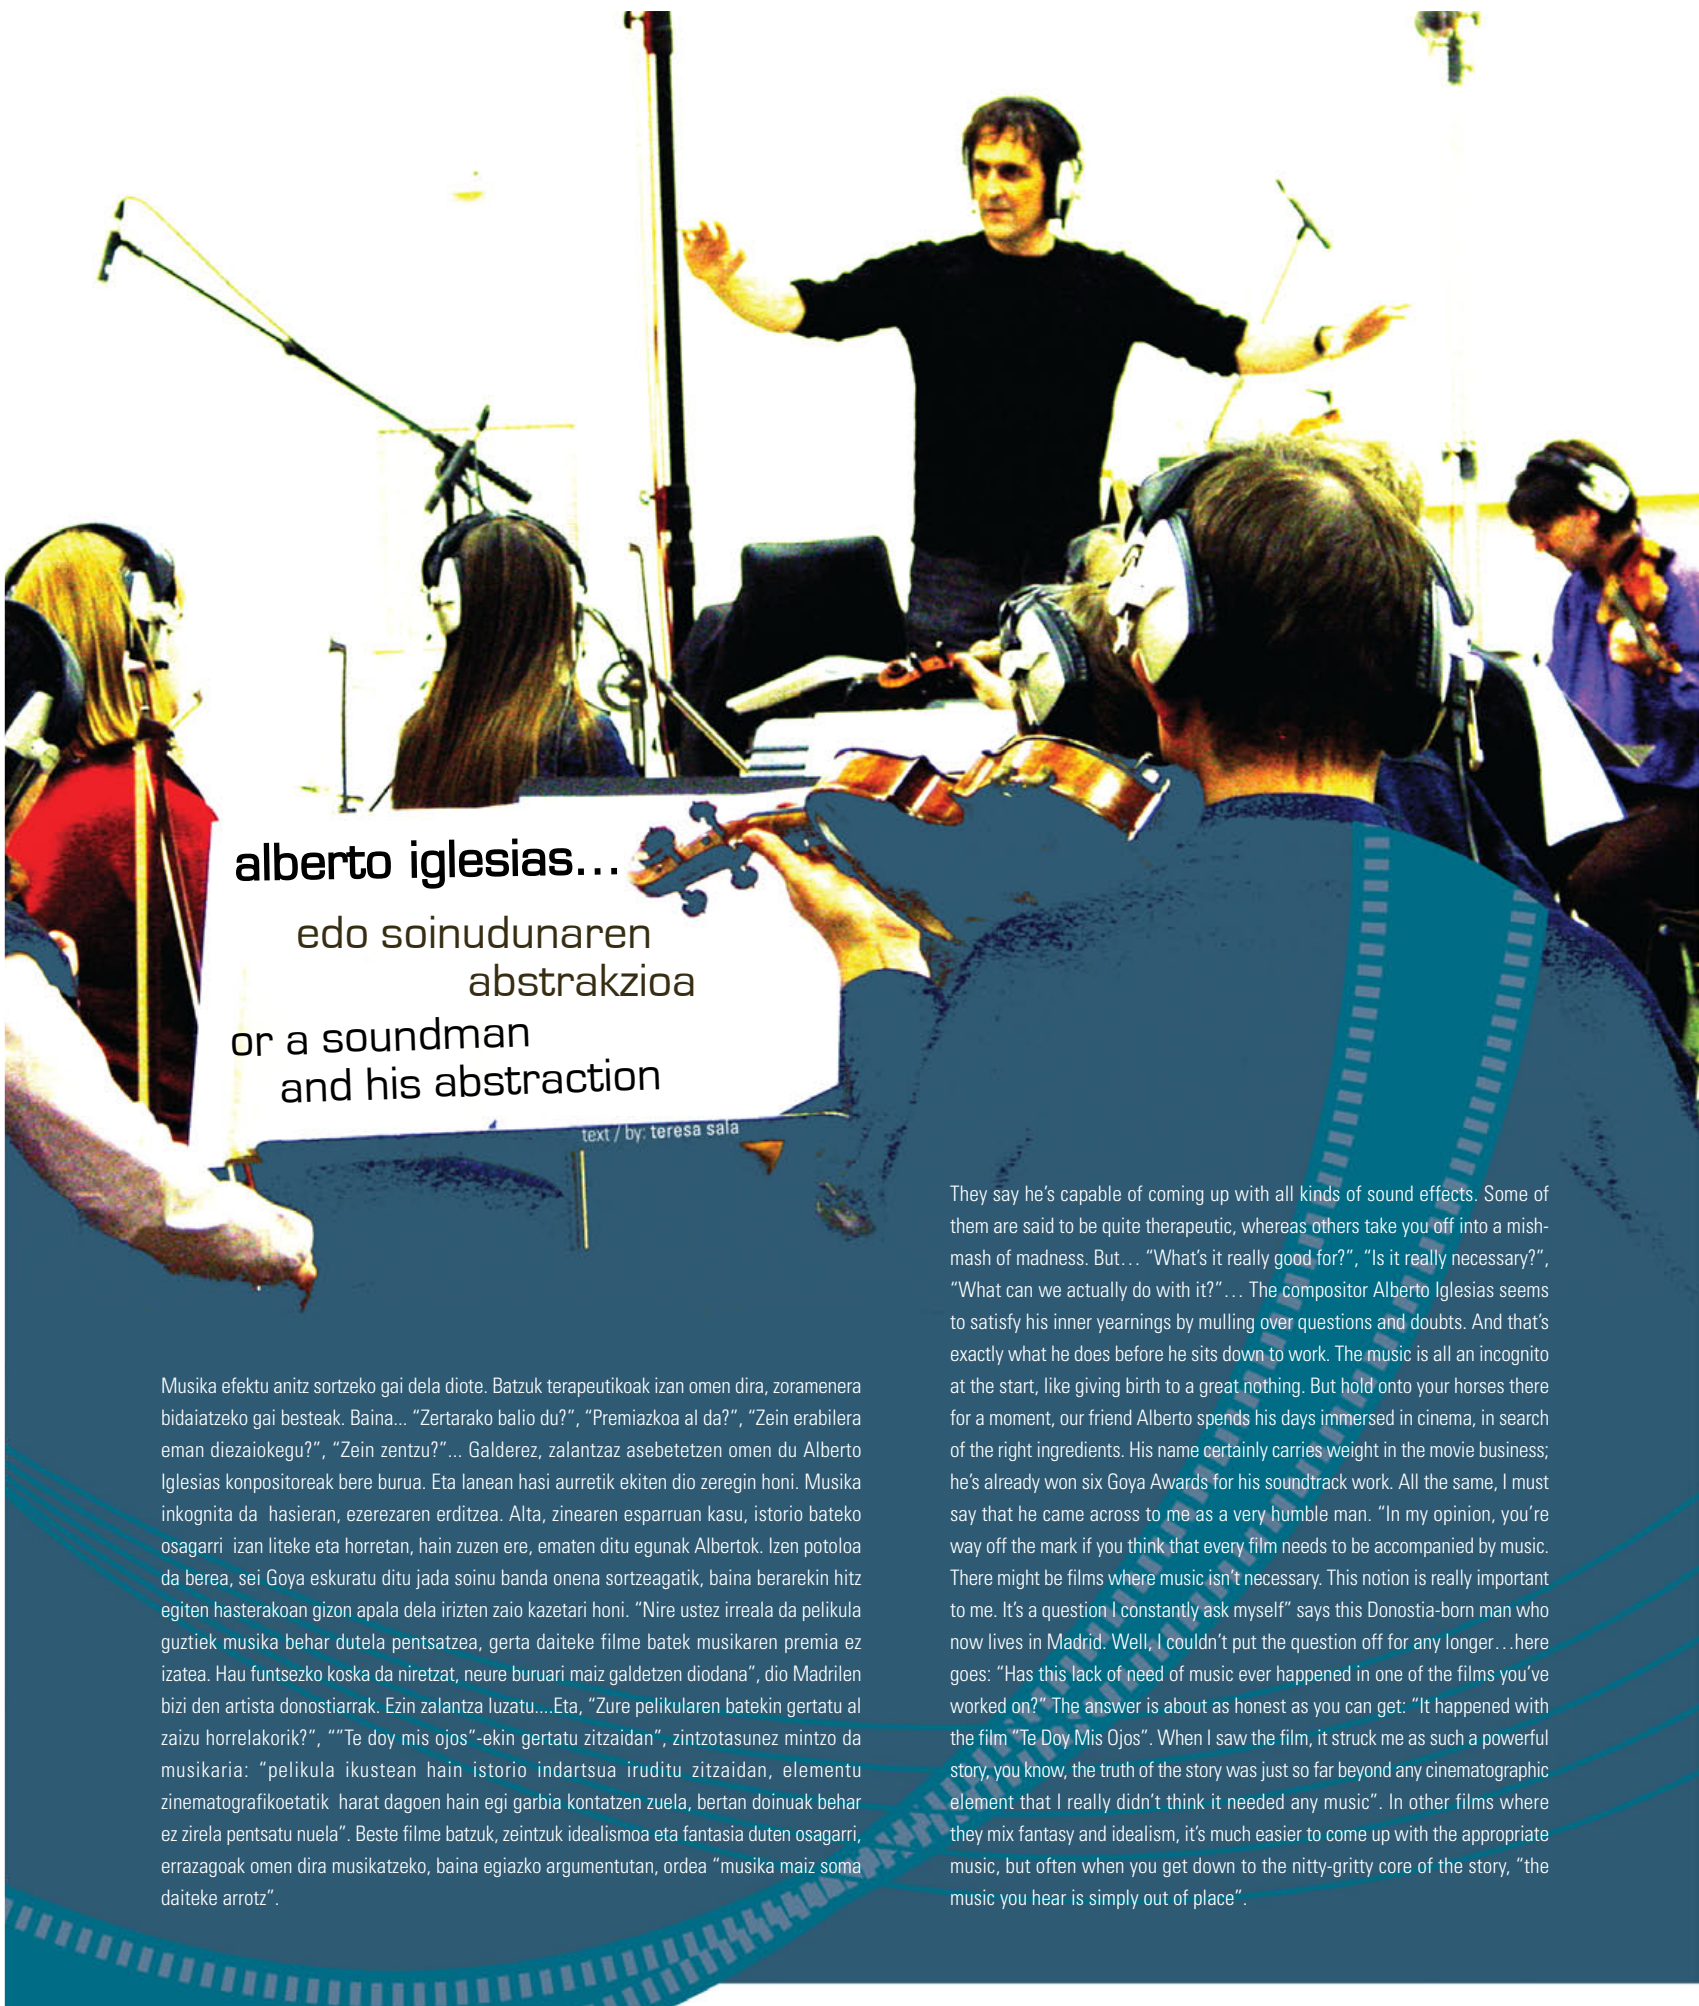 alberto iglesias...
edo soinudunaren
abstrakzioa
or a soundman
and his abstraction
text / by: teresa sala
Musika efektu anitz sortzeko gai dela diote. Batzuk terapeutikoak izan omen dira, zoramenera
bidaiatzeko gai besteak. Baina... “Zertarako balio du?”, “Premiazkoa al da?”, “Zein erabilera
eman diezaiokegu?”, “Zein zentzu?”... Galderez, zalantzaz asebetetzen omen du Alberto
Iglesias konpositoreak bere burua. Eta lanean hasi aurretik ekiten dio zeregin honi. Musika
inkognita da hasieran, ezerezaren erditzea. Alta, zinearen esparruan kasu, istorio bateko
osagarri izan liteke eta horretan, hain zuzen ere, ematen ditu egunak Albertok. Izen potoloa
da berea, sei Goya eskuratu ditu jada soinu banda onena sortzeagatik, baina berarekin hitz
egiten hasterakoan gizon apala dela irizten zaio kazetari honi. “Nire ustez irreala da pelikula
guztiek musika behar dutela pentsatzea, gerta daiteke filme batek musikaren premia ez
izatea. Hau funtsezko koska da niretzat, neure buruari maiz galdetzen diodana”, dio Madrilen
bizi den artista donostiarrak. Ezin zalantza luzatu....Eta, “Zure pelikularen batekin gertatu al
zaizu horrelakorik?”, ““Te doy mis ojos”-ekin gertatu zitzaidan”, zintzotasunez mintzo da
musikaria: “pelikula ikustean hain istorio indartsua iruditu zitzaidan, elementu
zinematografikoetatik harat dagoen hain egi garbia kontatzen zuela, bertan doinuak behar
ez zirela pentsatu nuela”. Beste filme batzuk, zeintzuk idealismoa eta fantasia duten osagarri,
errazagoak omen dira musikatzeko, baina egiazko argumentutan, ordea “musika maiz soma
daiteke arrotz”.
They say he’s capable of coming up with all kinds of sound effects. Some of
them are said to be quite therapeutic, whereas others take you off into a mish-
mash of madness. But… “What’s it really good for?”, “Is it really necessary?”,
“What can we actually do with it?”… The compositor Alberto Iglesias seems
to satisfy his inner yearnings by mulling over questions and doubts. And that’s
exactly what he does before he sits down to work. The music is all an incognito
at the start, like giving birth to a great nothing. But hold onto your horses there
for a moment, our friend Alberto spends his days immersed in cinema, in search
of the right ingredients. His name certainly carries weight in the movie business;
he’s already won six Goya Awards for his soundtrack work. All the same, I must
say that he came across to me as a very humble man. “In my opinion, you’re
way off the mark if you think that every film needs to be accompanied by music.
There might be films where music isn’t necessary. This notion is really important
to me. It’s a question I constantly ask myself” says this Donostia-born man who
now lives in Madrid. Well, I couldn’t put the question off for any longer…here
goes: “Has this lack of need of music ever happened in one of the films you’ve
worked on?” The answer is about as honest as you can get: “It happened with
the film “Te Doy Mis Ojos”. When I saw the film, it struck me as such a powerful
story, you know, the truth of the story was just so far beyond any cinematographic
element that I really didn’t think it needed any music”. In other films where
they mix fantasy and idealism, it’s much easier to come up with the appropriate
music, but often when you get down to the nitty-gritty core of the story, “the
music you hear is simply out of place”.